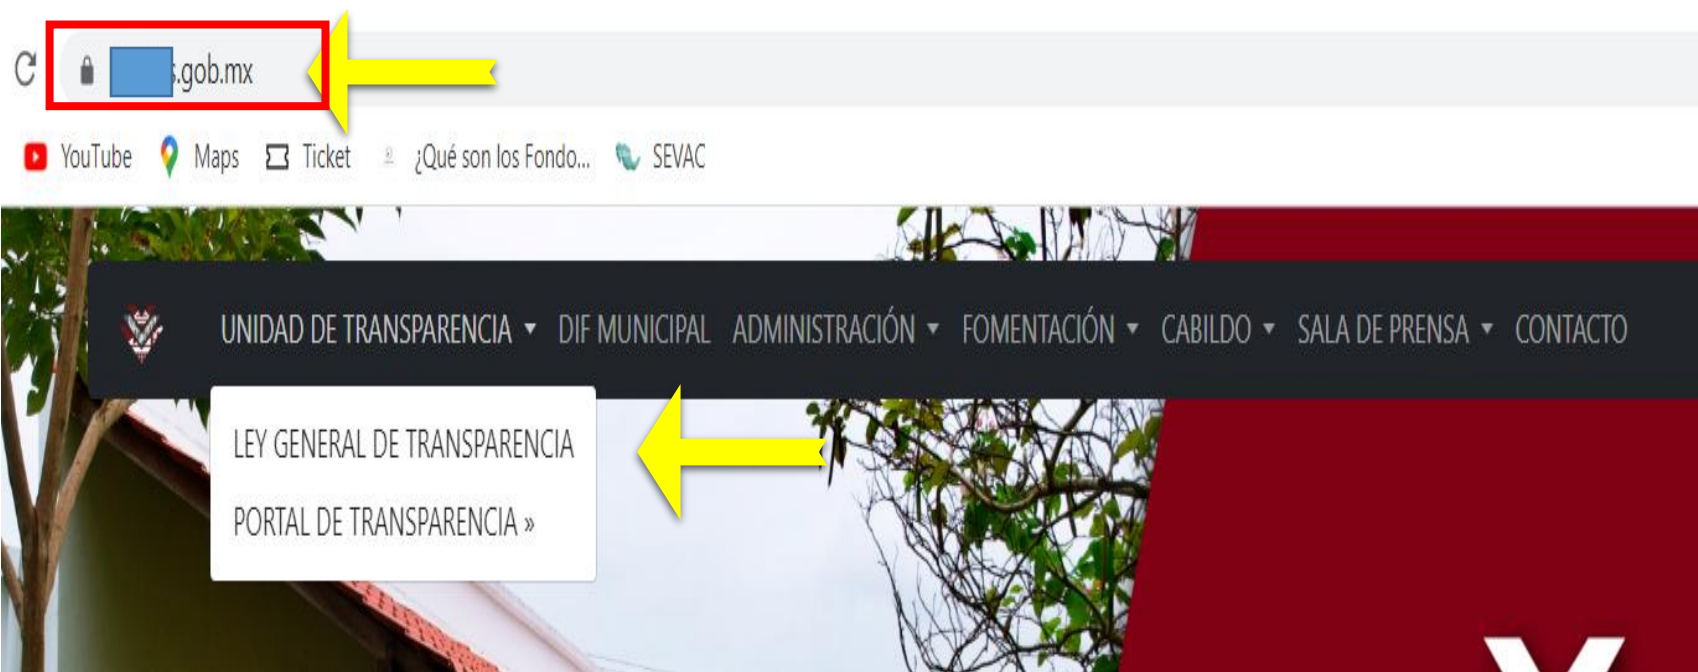 s.gob.mx
YouTube Maps Ticket ¿Qué son los Fondo... SEVAC
UNIDAD DE TRANSPARENCIA DIF MUNICIPAL ADMINISTRACIÓN FOMENTACIÓN CABILDO SALA DE PRENSA CONTACTO
LEY GENERAL DE TRANSPARENCIA
PORTAL DE TRANSPARENCIA »